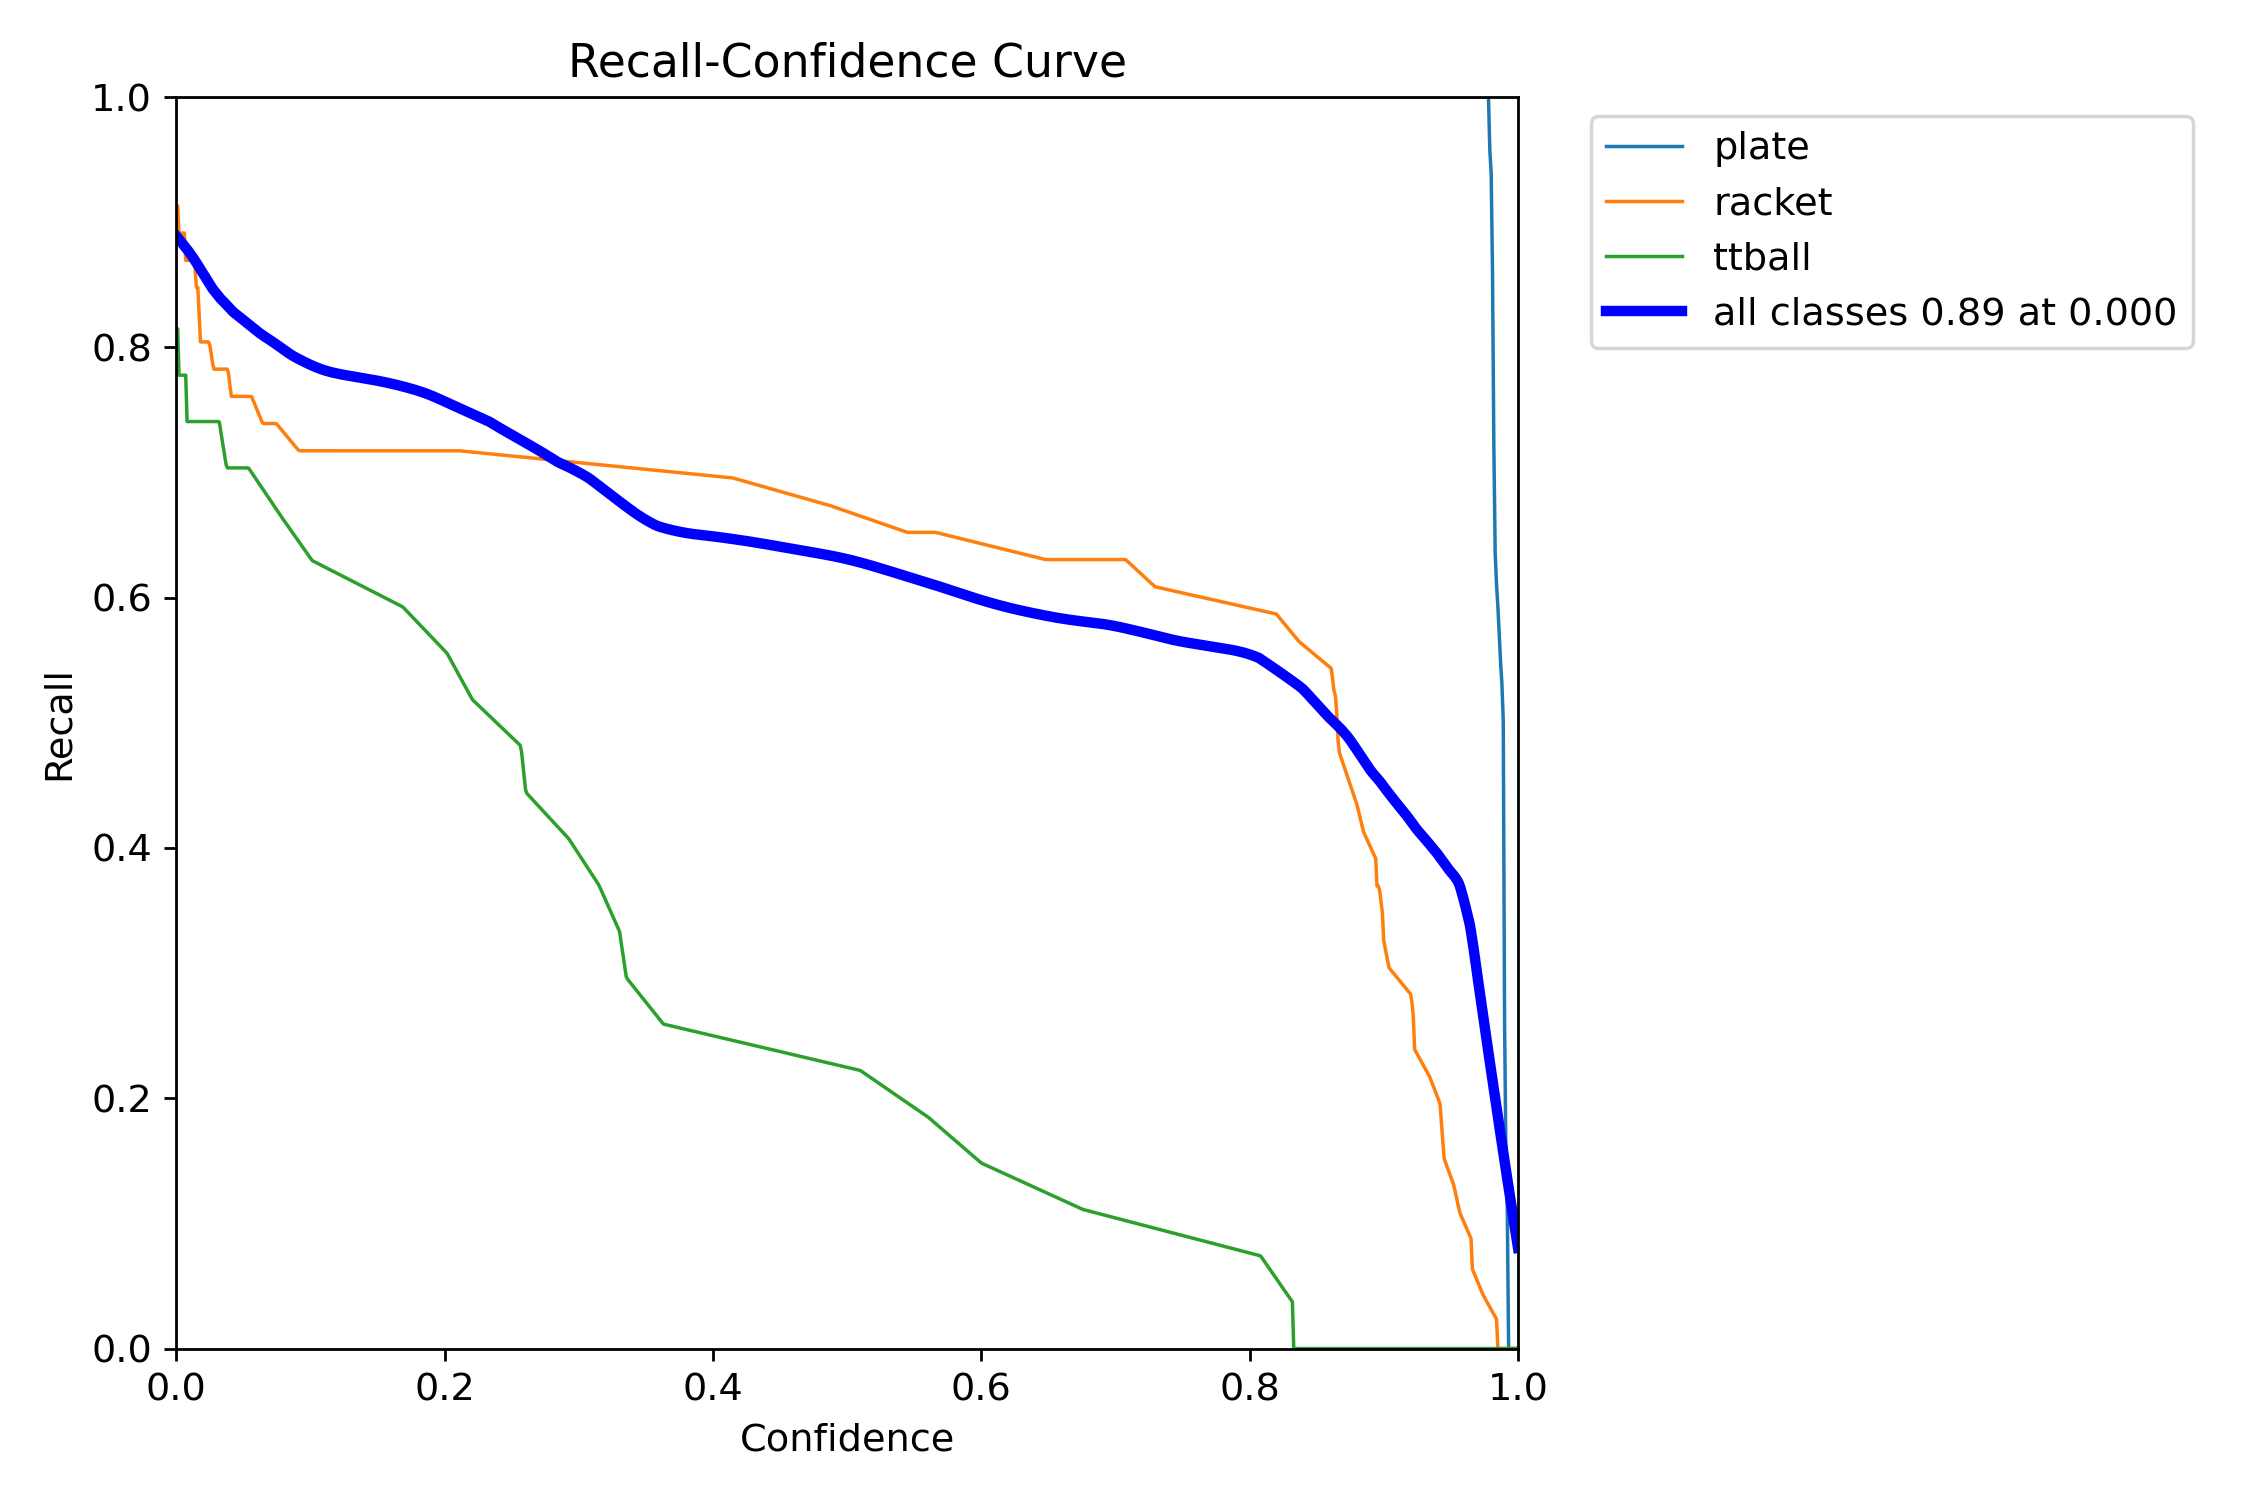 Recall-Confidence Curve
1.0
0.8
0.6
0.4
0.2
0.0
Recall
0.0 0.2 0.4 0.6 0.8 1.0
Confidence
plate
racket
ttball
all classes 0.89 at 0.000